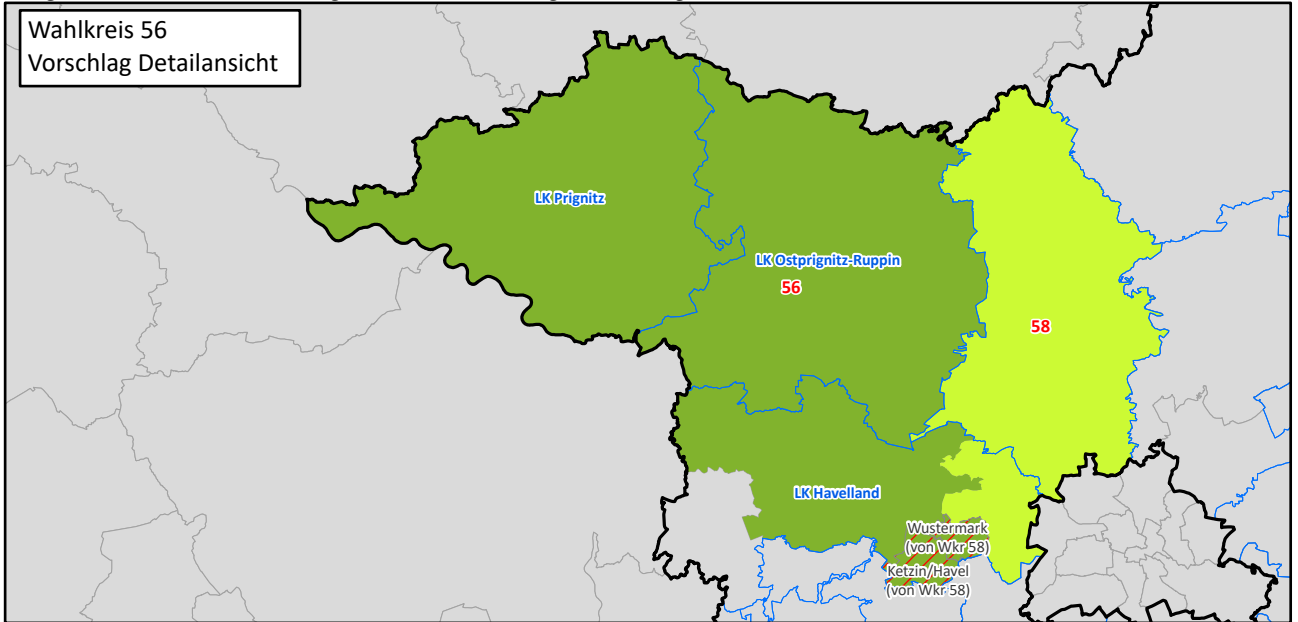 Wahlkreis 56
Vorschlag Detailansicht
LK Prignitz
LK Ostprignitz-Ruppin
56
58
LK Havelland
Wustermark
(von Wkr 58)
Ketzin/Havel
(von Wkr 58)